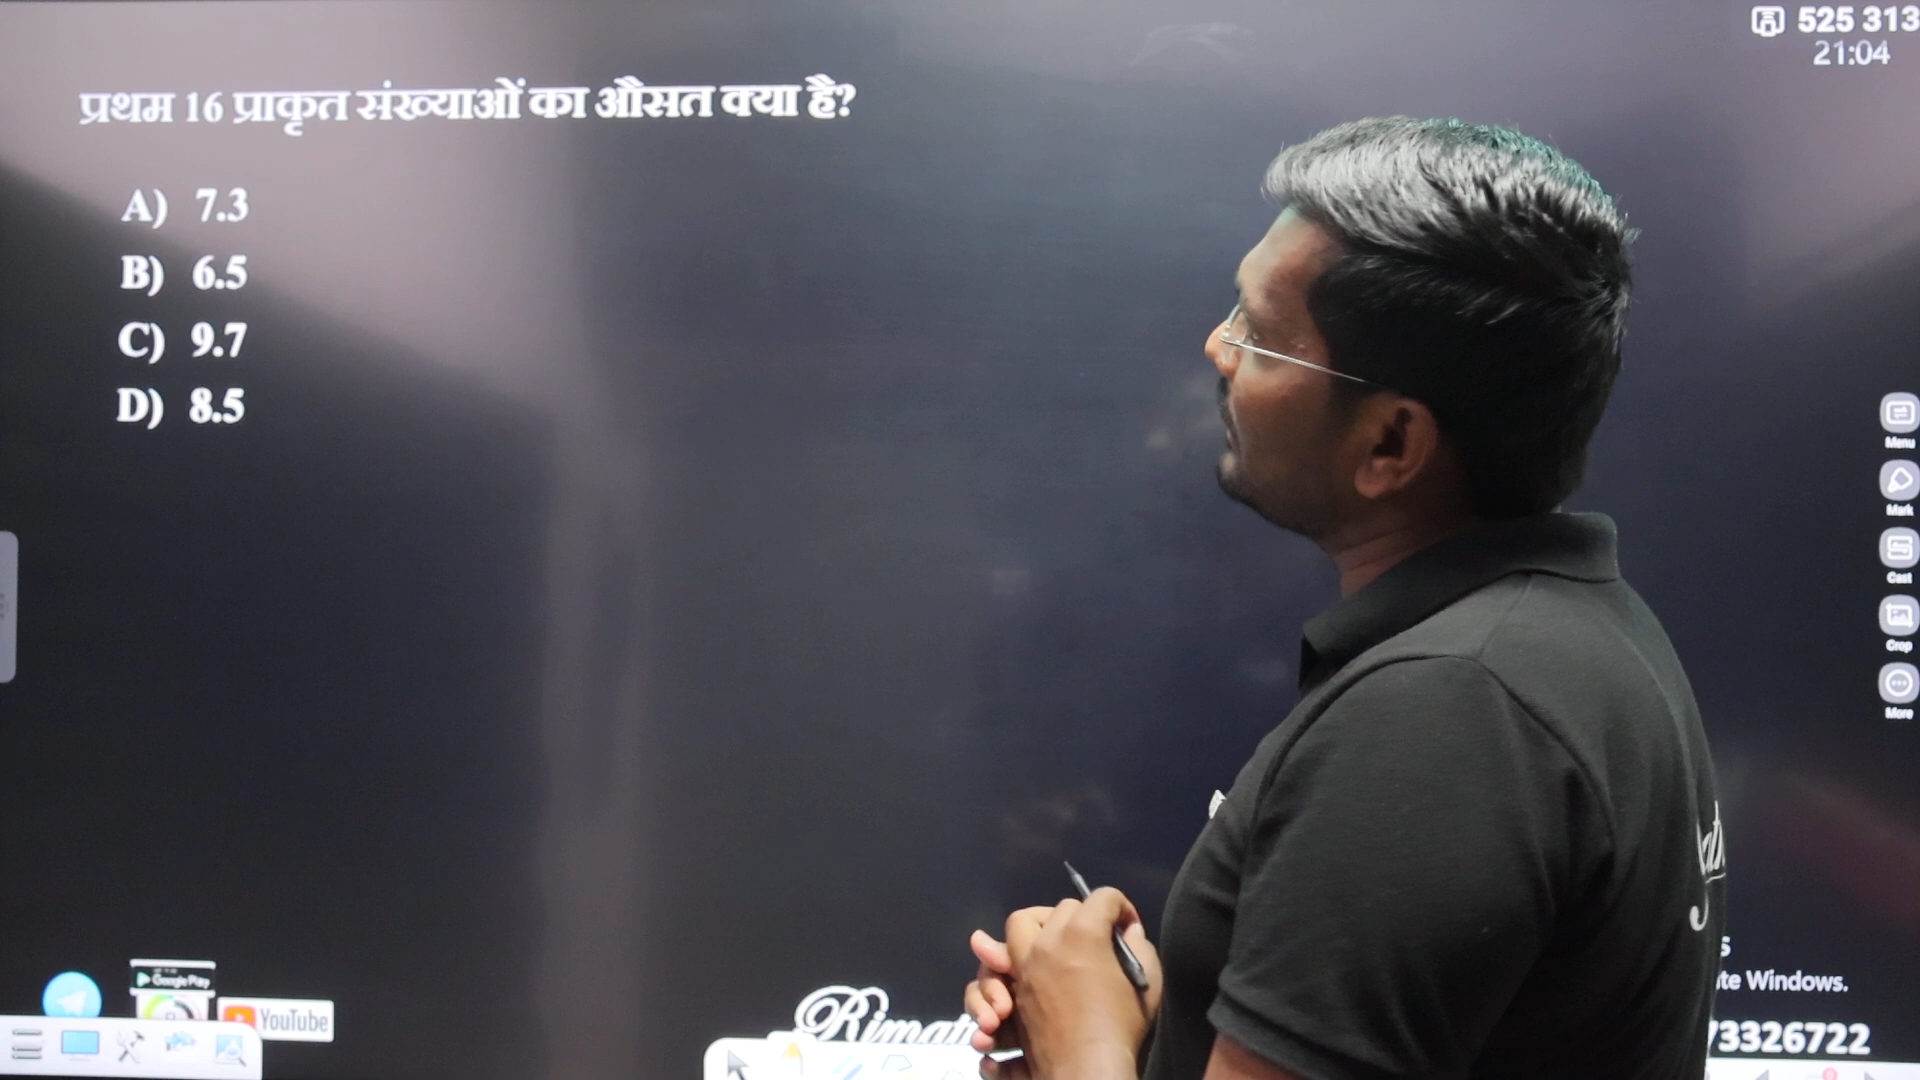 525 313
21:04
प्रथम 16 प्राकृत संख्याओं का औसत क्या है?
A) 7.3
B) 6.5
C) 9.7
D) 8.5
Menu
Mark
Cast
Crop
More
Google Play
YouTube
Windows.
73326722